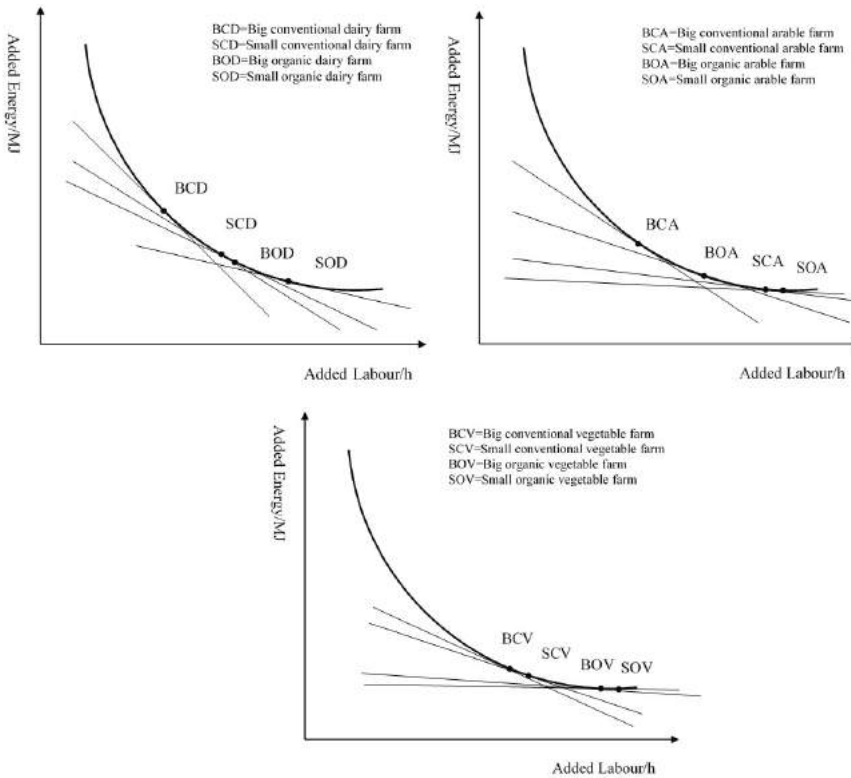 BCD=Big conventional dairy farm
SCD=Small conventional dairy farm
BOD=Big organic dairy farm
SOD=Small organic dairy farm
Added Energy/MJ
BCD
SCD
BOD
SOD
Added Labour/h
BCA=Big conventional arable farm
SCA=Small conventional arable farm
BOA=Big organic arable farm
SOA=Small organic arable farm
Added Energy/MJ
BCA
BOA
SCA
SOA
Added Labour/h
BCV=Big conventional vegetable farm
SCV=Small conventional vegetable farm
BOV=Big organic vegetable farm
SOV=Small organic vegetable farm
Added Energy/MJ
BCV
SCV
BOV
SOV
Added Labour/h